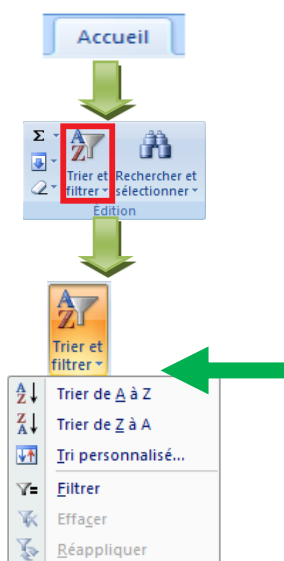 Accueil
Σ
Trier et filtrer
Rechercher et sélectionner
Édition
Trier et
filtrer
Trier de A à Z
Trier de Z à A
Tri personnalisé...
Filtrer
Effacer
Réappliquer